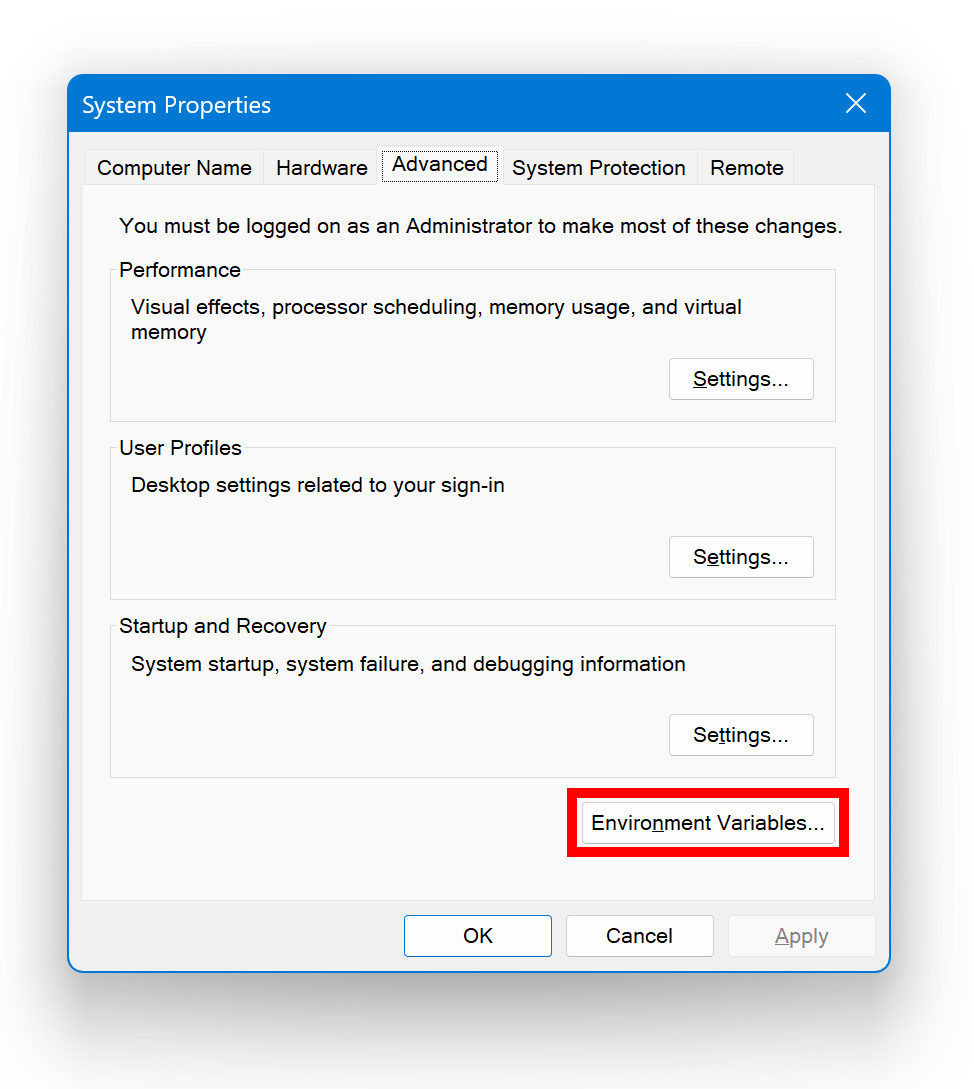 System Properties
Computer Name
Hardware
Advanced
System Protection
Remote
You must be logged on as an Administrator to make most of these changes.
Performance
Visual effects, processor scheduling, memory usage, and virtual
memory
Settings...
User Profiles
Desktop settings related to your sign-in
Settings...
Startup and Recovery
System startup, system failure, and debugging information
Settings...
Environment Variables...
OK
Cancel
Apply